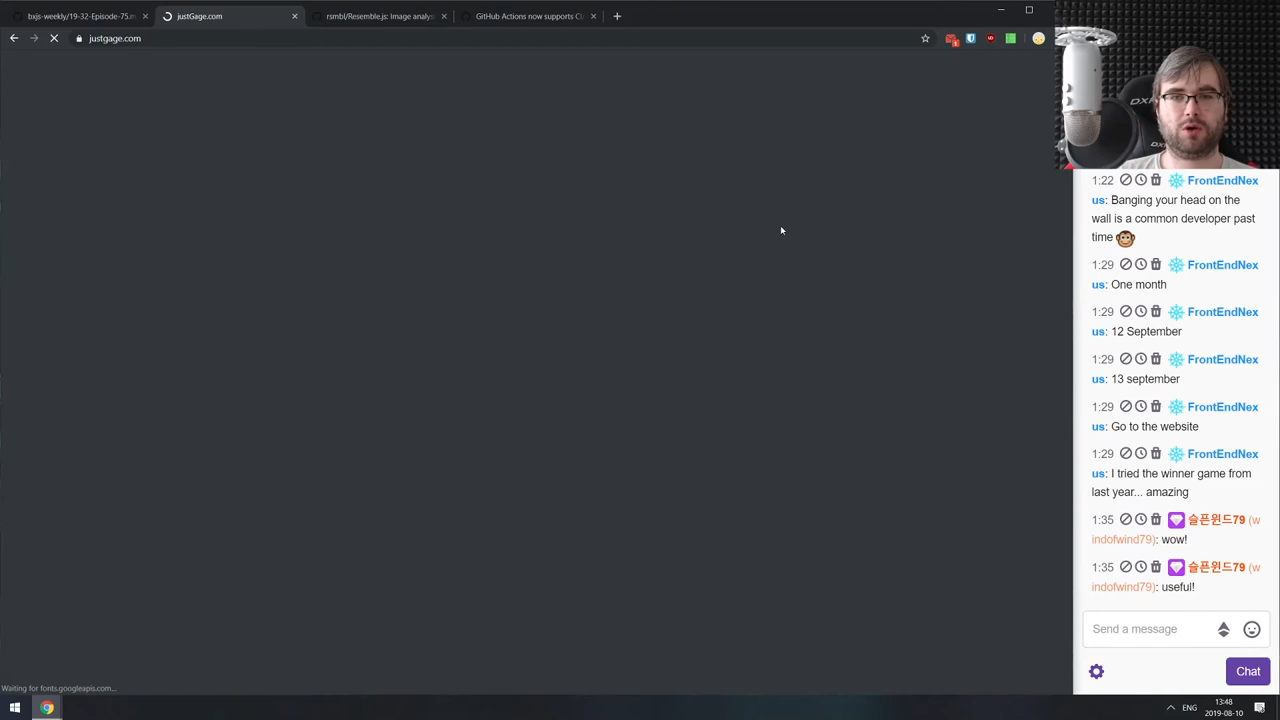 bxjs-weekly/19-32-Episode-75.m
justGage.com
rsmbl/Resemble.js: Image analys
GitHub Actions now supports CI/
justgage.com
1:22 FrontEndNex
us: Banging your head on the
wall is a common developer past
time
1:29 FrontEndNex
us: One month
1:29 FrontEndNex
us: 12 September
1:29 FrontEndNex
us: 13 september
1:29 FrontEndNex
us: Go to the website
1:29 FrontEndNex
us: I tried the winner game from
last year... amazing
1:35 슬픈윈드79 (w
indofwind79): wow!
1:35 슬픈윈드79 (w
indofwind79): useful!
Send a message
Chat
Waiting for fonts.googleapis.com...
ENG
13:48
2019-08-10